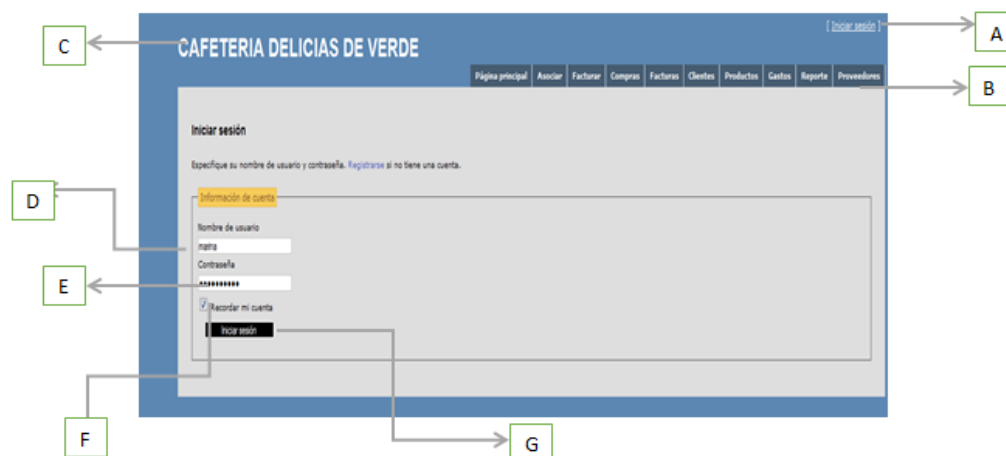 [ Iniciar sesión ]
A
C
CAFETERIA DELICIAS DE VERDE
Página principal Asociar Facturar Compras Facturas Clientes Productos Gastos Reporte Proveedores
B
Iniciar sesión
Especifique su nombre de usuario y contraseña. Registrarse si no tiene una cuenta.
Información de cuenta
D
Nombre de usuario
Contraseña
E
Recordar mi cuenta
Iniciar sesión
F
G